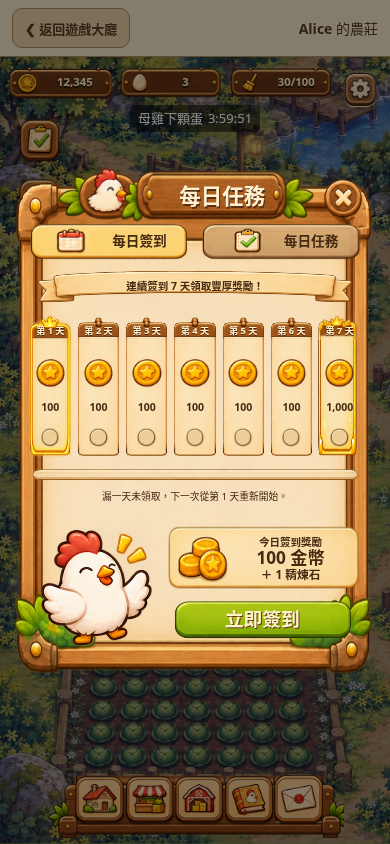 ❮ 返回遊戲大廳
Alice 的農莊
12,345
3
30/100
母雞下顆蛋 3:59:51
每日任務
每日簽到
每日任務
連續簽到 7 天領取豐厚獎勵！
第 1 天
第 2 天
第 3 天
第 4 天
第 5 天
第 6 天
第 7 天
100
100
100
100
100
100
1,000
漏一天未領取，下一次從第 1 天重新開始。
今日簽到獎勵
100 金幣
＋ 1 精煉石
立即簽到